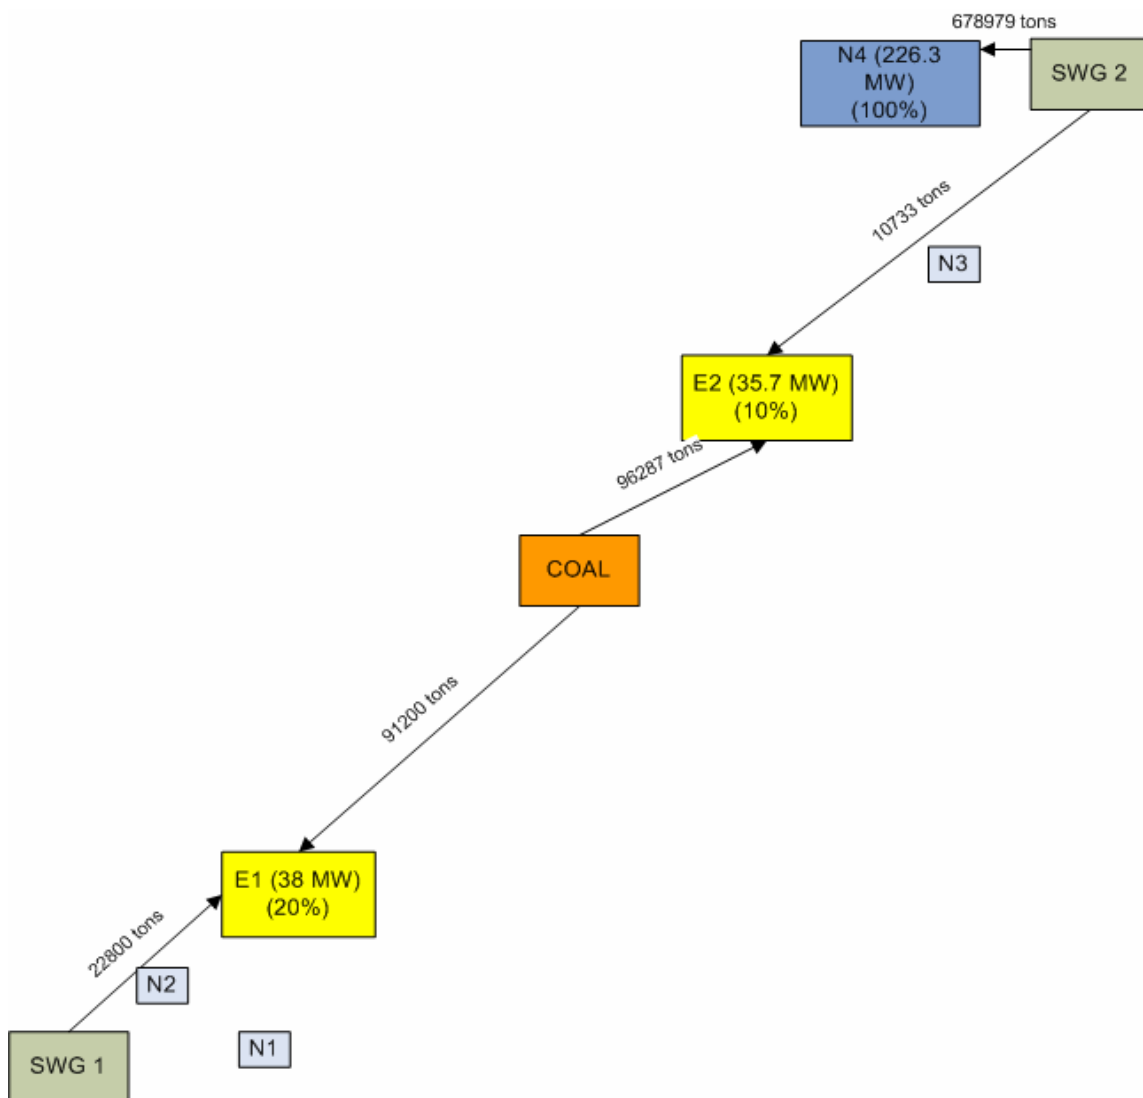 678979 tons
N4 (226.3
MW)
(100%)
SWG 2
10733 tons
N3
E2 (35.7 MW)
(10%)
96287 tons
COAL
91200 tons
E1 (38 MW)
(20%)
22800 tons
N2
N1
SWG 1